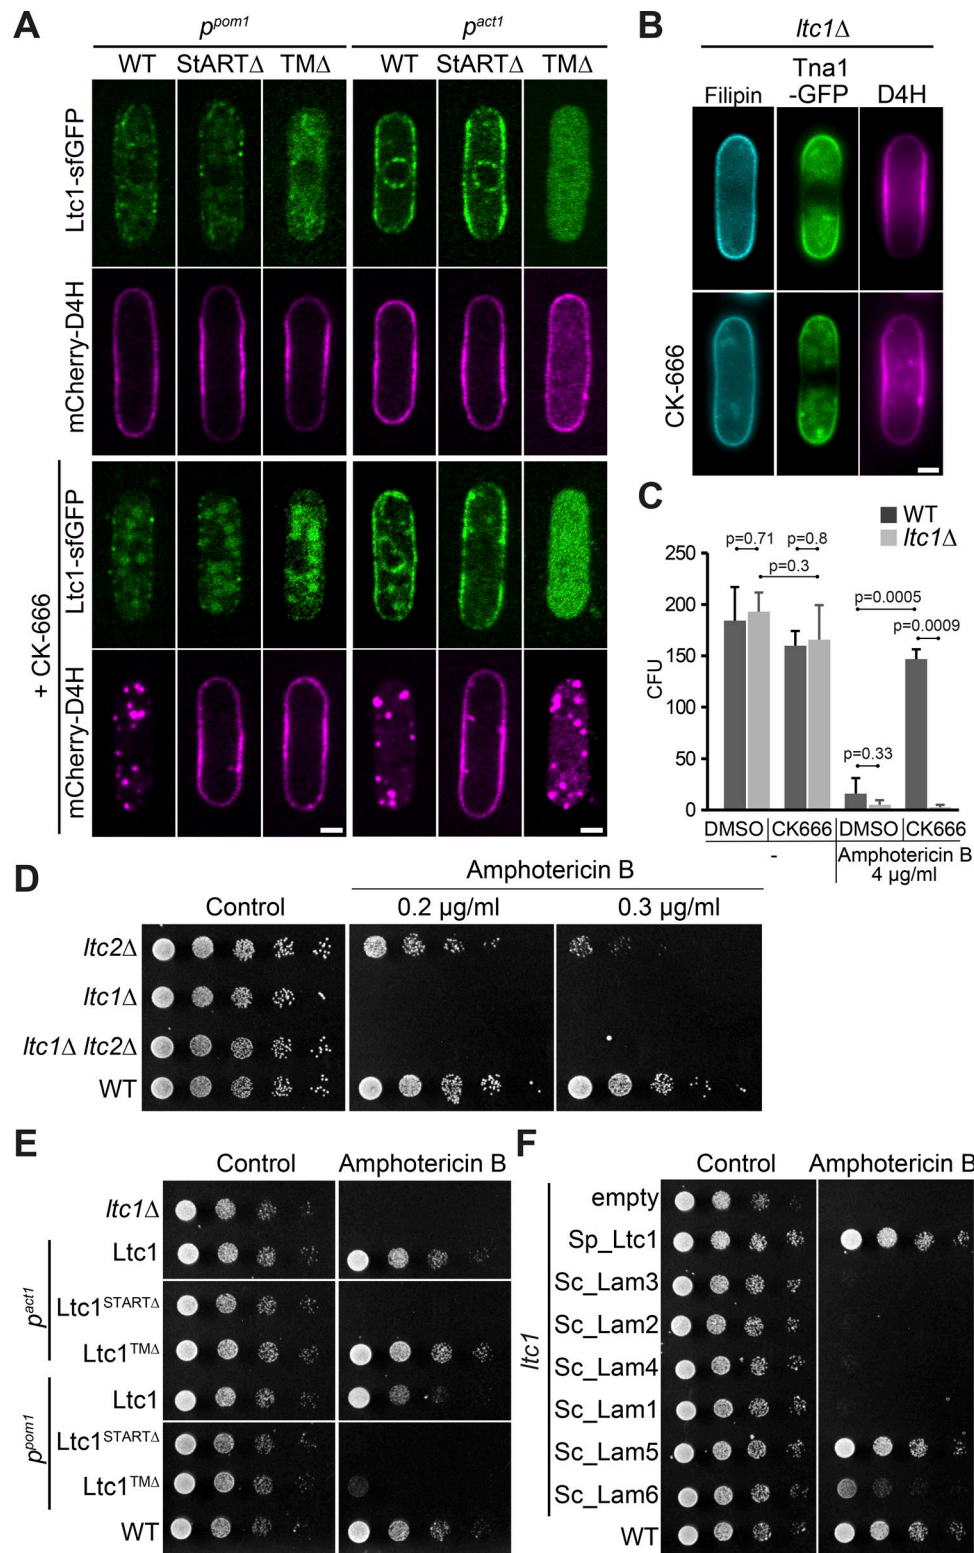 A
p^pom1
p^act1
WT StARTΔ TMΔ WT StARTΔ TMΔ
Ltc1-sfGFP
mCherry-D4H
+ CK-666
Ltc1-sfGFP
mCherry-D4H
B
ltc1Δ
Filipin Tna1 D4H
-GFP
CK-666
C
WT
ltc1Δ
CFU
250
200
150
100
50
0
p=0.71 p=0.8
p=0.3
p=0.0005
p=0.0009
p=0.33
DMSO CK666 DMSO CK666
- Amphotericin B
4 µg/ml
D
Amphotericin B
Control 0.2 µg/ml 0.3 µg/ml
ltc2Δ
ltc1Δ
ltc1Δ ltc2Δ
WT
E
Control Amphotericin B
ltc1Δ
p^act1
Ltc1
Ltc1^STARTΔ
Ltc1^TMΔ
p^pom1
Ltc1
Ltc1^STARTΔ
Ltc1^TMΔ
WT
F
Control Amphotericin B
ltc1
empty
Sp_Ltc1
Sc_Lam3
Sc_Lam2
Sc_Lam4
Sc_Lam1
Sc_Lam5
Sc_Lam6
WT